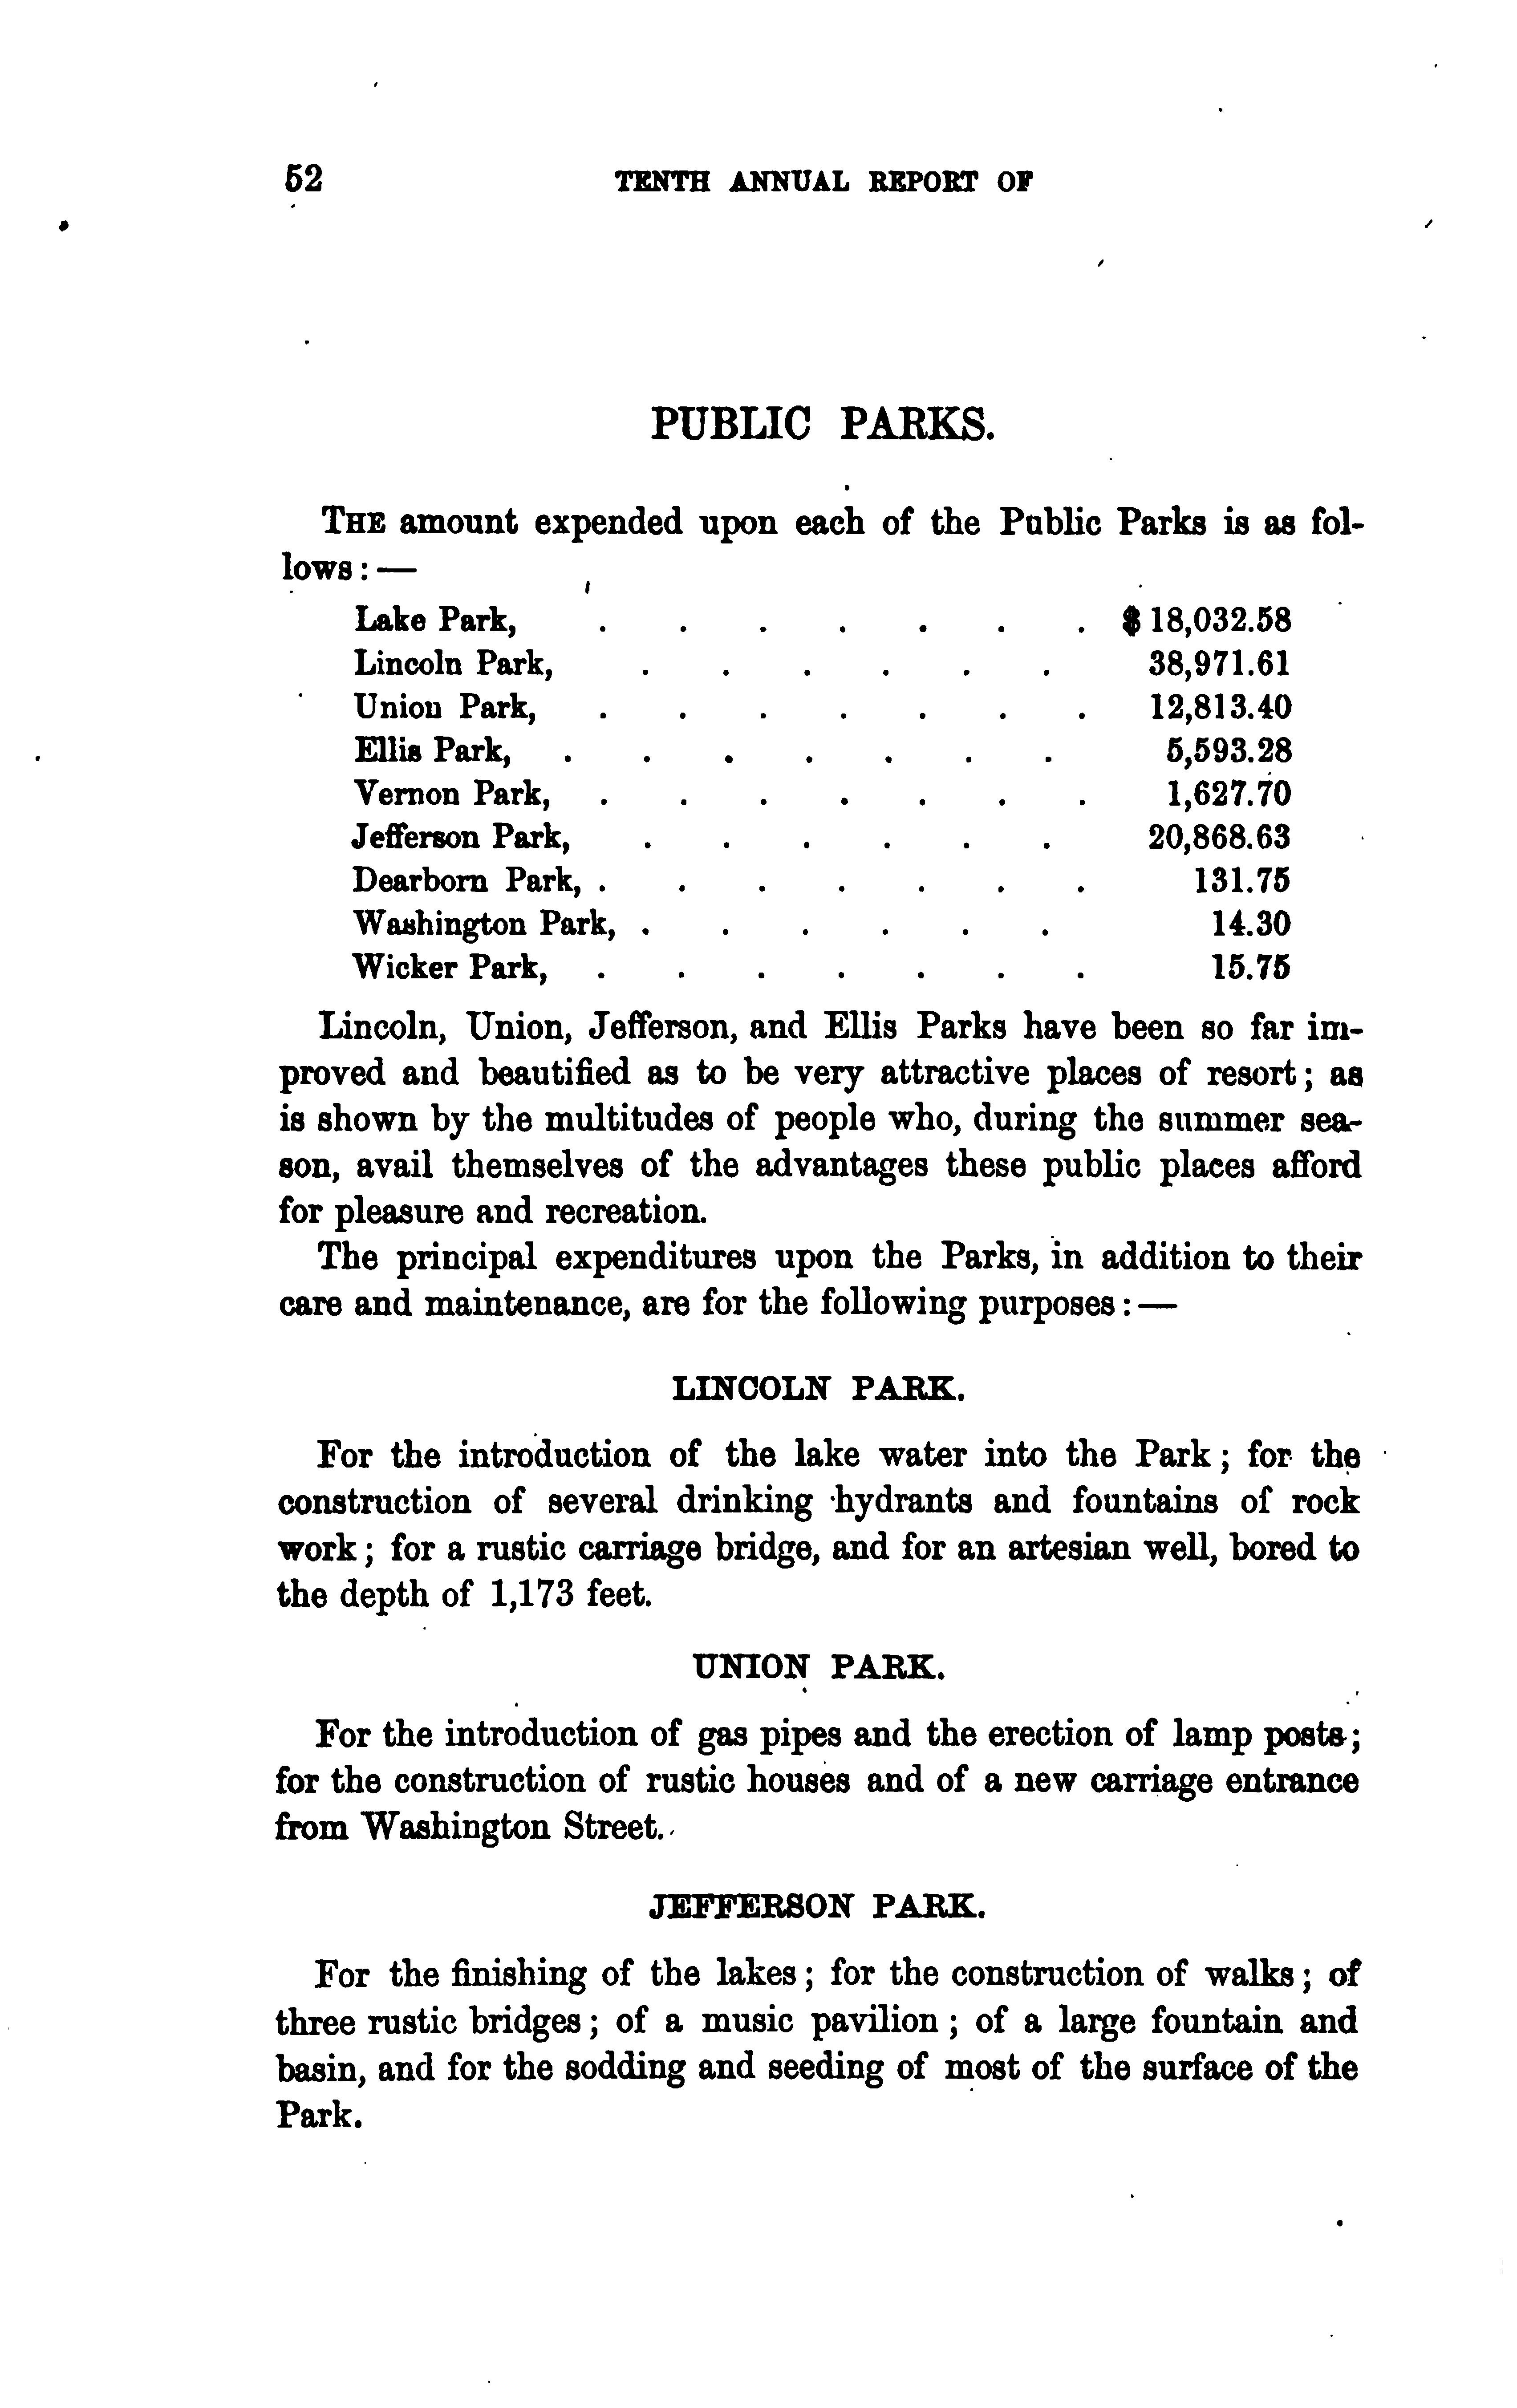 52 TENTH ANNUAL REPORT OF
PUBLIC PARKS.
THE amount expended upon each of the Public Parks is as fol-
lows: —
Lake Park, . . . . . . . $18,032.58
Lincoln Park, . . . . . . 38,971.61
Union Park, . . . . . . . 12,813.40
Ellis Park, . . . . . . . 5,593.28
Vernon Park, . . . . . . . 1,627.70
Jefferson Park, . . . . . . 20,868.63
Dearborn Park, . . . . . . . 131.75
Washington Park, . . . . . . 14.30
Wicker Park, . . . . . . . 15.75
Lincoln, Union, Jefferson, and Ellis Parks have been so far im-
proved and beautified as to be very attractive places of resort; as
is shown by the multitudes of people who, during the summer sea-
son, avail themselves of the advantages these public places afford
for pleasure and recreation.
The principal expenditures upon the Parks, in addition to their
care and maintenance, are for the following purposes: —
LINCOLN PARK.
For the introduction of the lake water into the Park; for the
construction of several drinking hydrants and fountains of rock
work; for a rustic carriage bridge, and for an artesian well, bored to
the depth of 1,173 feet.
UNION PARK.
For the introduction of gas pipes and the erection of lamp posts;
for the construction of rustic houses and of a new carriage entrance
from Washington Street.
JEFFERSON PARK.
For the finishing of the lakes; for the construction of walks; of
three rustic bridges; of a music pavilion; of a large fountain and
basin, and for the sodding and seeding of most of the surface of the
Park.